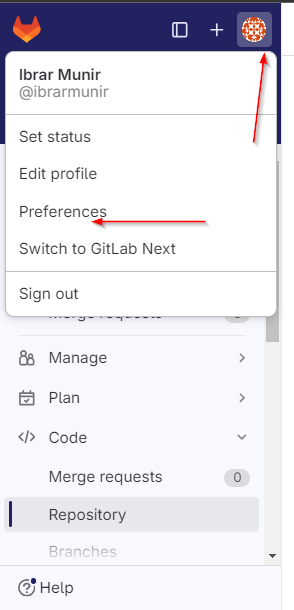 Ibrar Munir
@ibrarmunir
Set status
Edit profile
Preferences
Switch to GitLab Next
Sign out
Merge requests
Manage
Plan
Code
Merge requests 0
Repository
Branches
Help